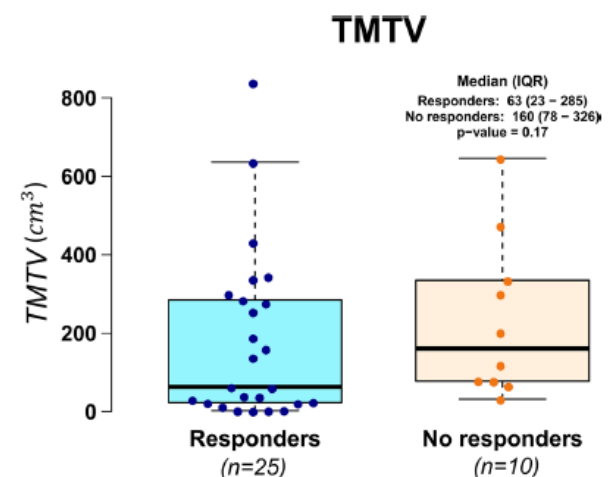 TMTV
Median (IQR)
Responders: 63 (23 − 285)
No responders: 160 (78 − 326)
p−value = 0.17
TMTV (cm³)
800
600
400
200
0
Responders
No responders
(n=25)
(n=10)